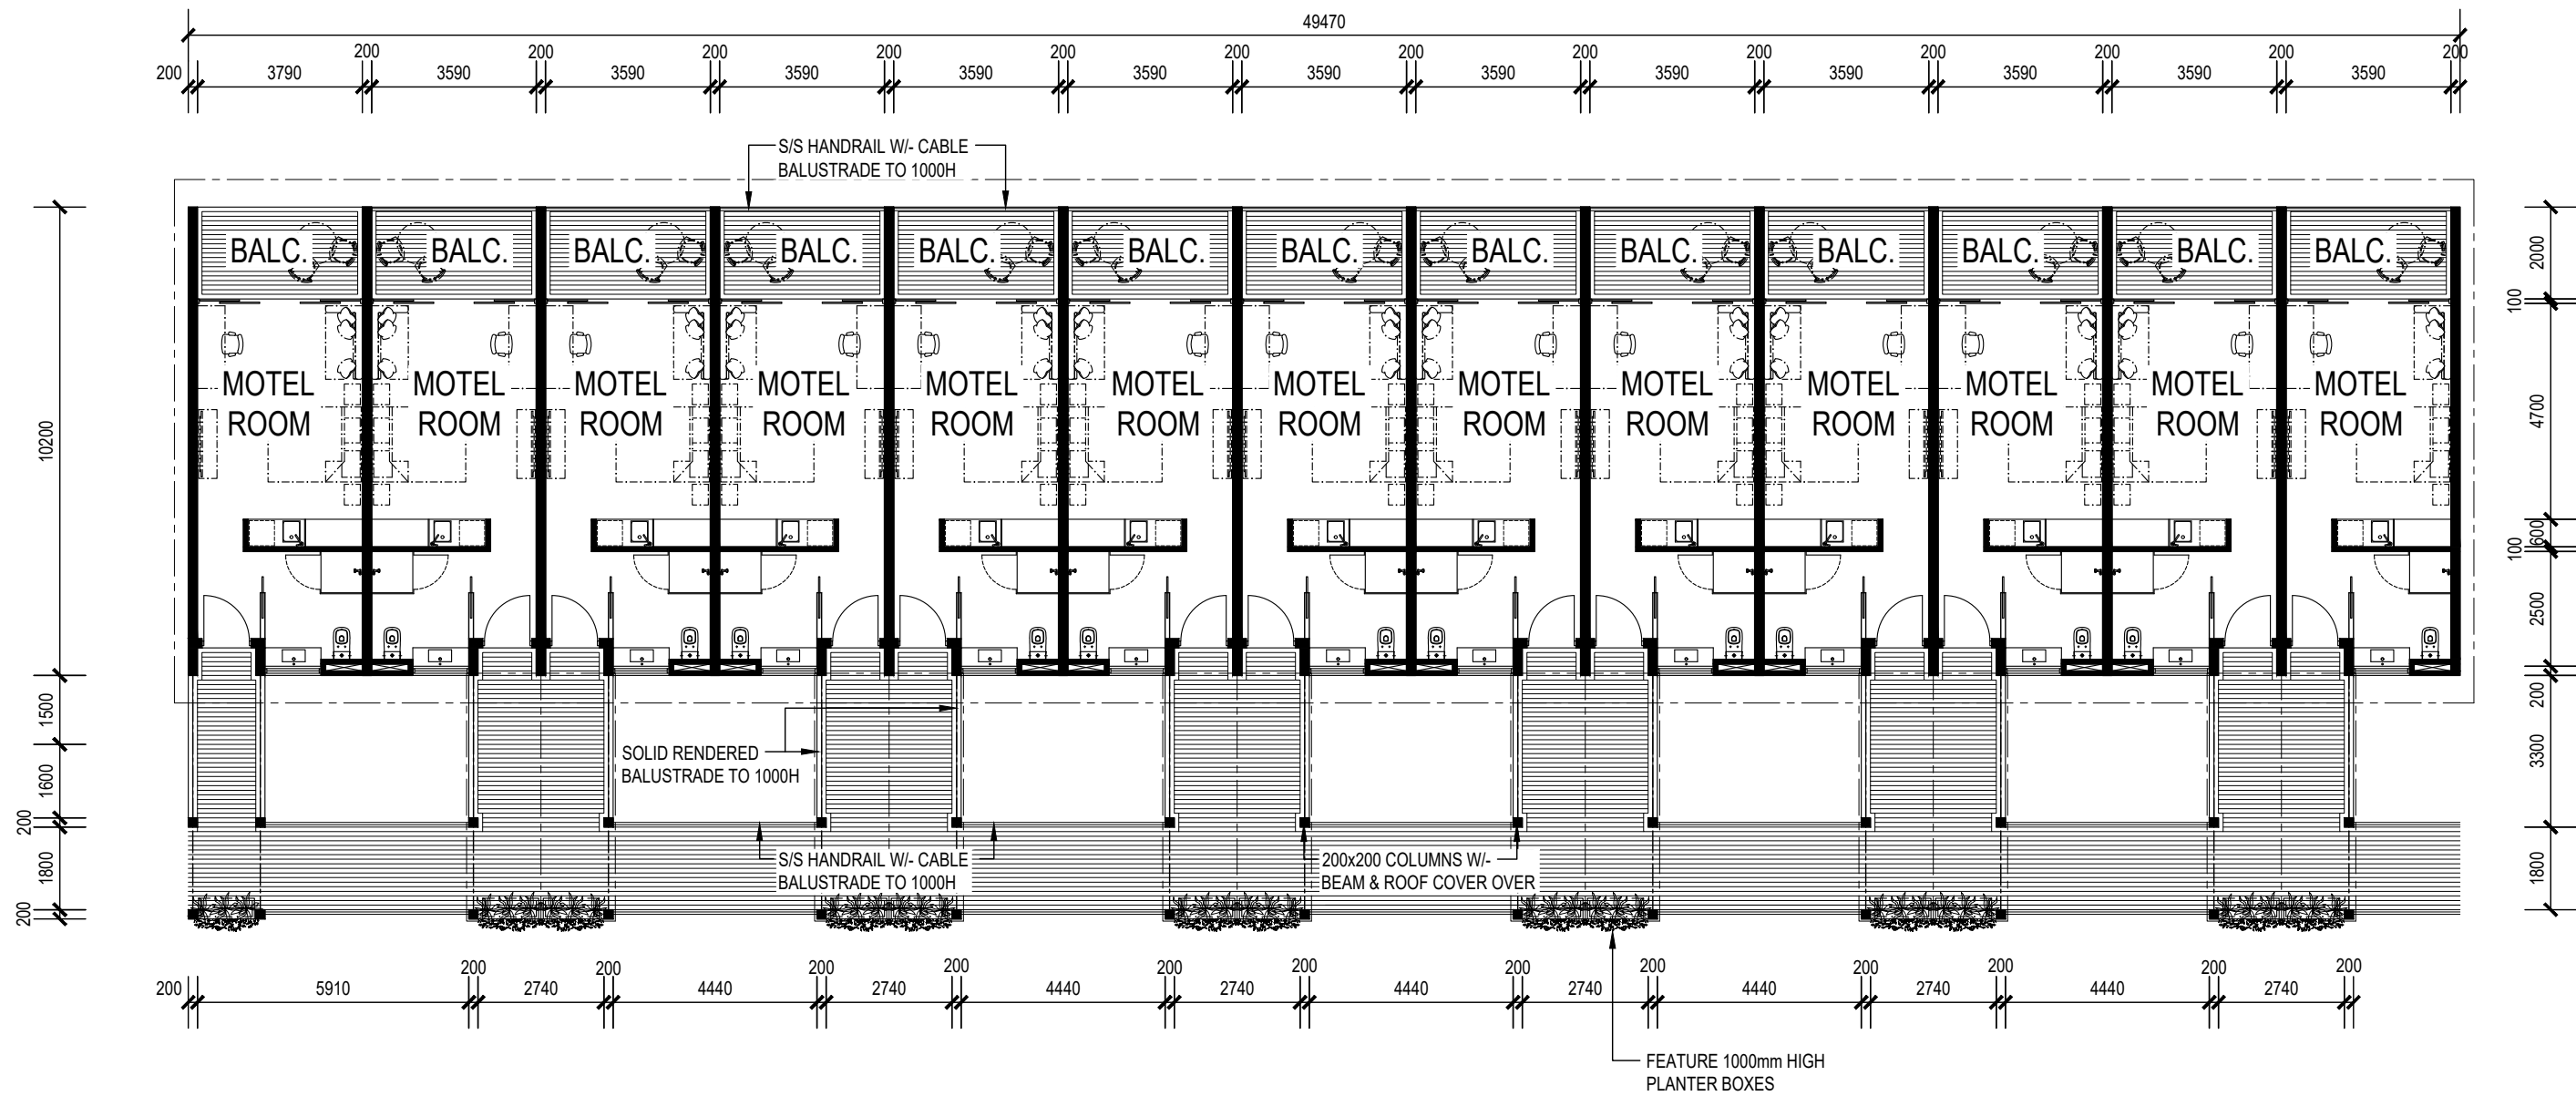 49470
200 200 200 200 200 200 200 200 200 200 200 200 200
200 3790 3590 3590 3590 3590 3590 3590 3590 3590 3590 3590 3590 3590
S/S HANDRAIL W/- CABLE
BALUSTRADE TO 1000H
BALC. BALC. BALC. BALC. BALC. BALC. BALC. BALC. BALC. BALC. BALC. BALC. BALC.
MOTEL MOTEL MOTEL MOTEL MOTEL MOTEL MOTEL MOTEL MOTEL MOTEL MOTEL MOTEL MOTEL
ROOM ROOM ROOM ROOM ROOM ROOM ROOM ROOM ROOM ROOM ROOM ROOM ROOM
10200
1500
1600
200
1800
200
2000
100
4700
600
100
2500
200
3300
1800
SOLID RENDERED
BALUSTRADE TO 1000H
S/S HANDRAIL W/- CABLE
BALUSTRADE TO 1000H
200x200 COLUMNS W/-
BEAM & ROOF COVER OVER
200 200 200 200 200 200 200 200 200 200 200 200
200 5910 2740 4440 2740 4440 2740 4440 2740 4440 2740 4440 2740
FEATURE 1000mm HIGH
PLANTER BOXES